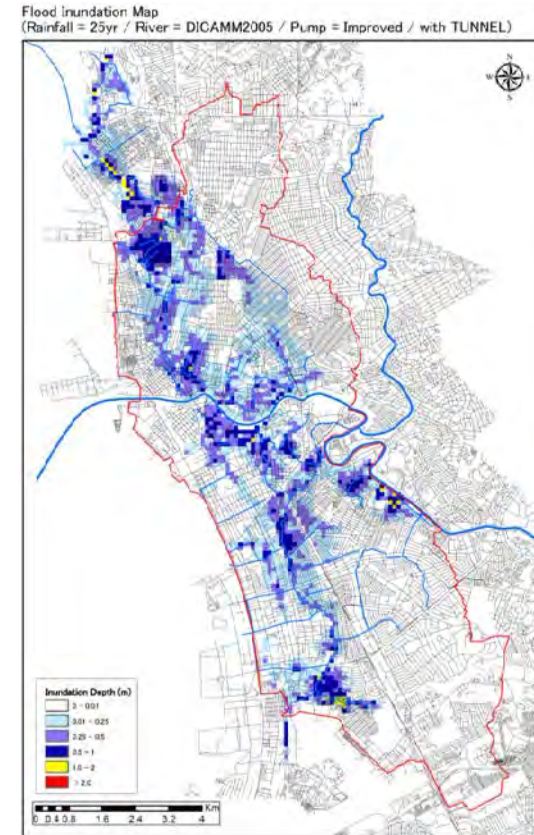 Flood Inundation Map
(Rainfall = 25yr / River = DICAMM2005 / Pump = Improved / with TUNNEL)
N
W E
S
Inundation Depth (m)
0 - 0.01
0.01 - 0.25
0.25 - 0.5
0.5 - 1
1.0 - 2
> 2.0
Km
0 0.4 0.8 1.6 2.4 3.2 4